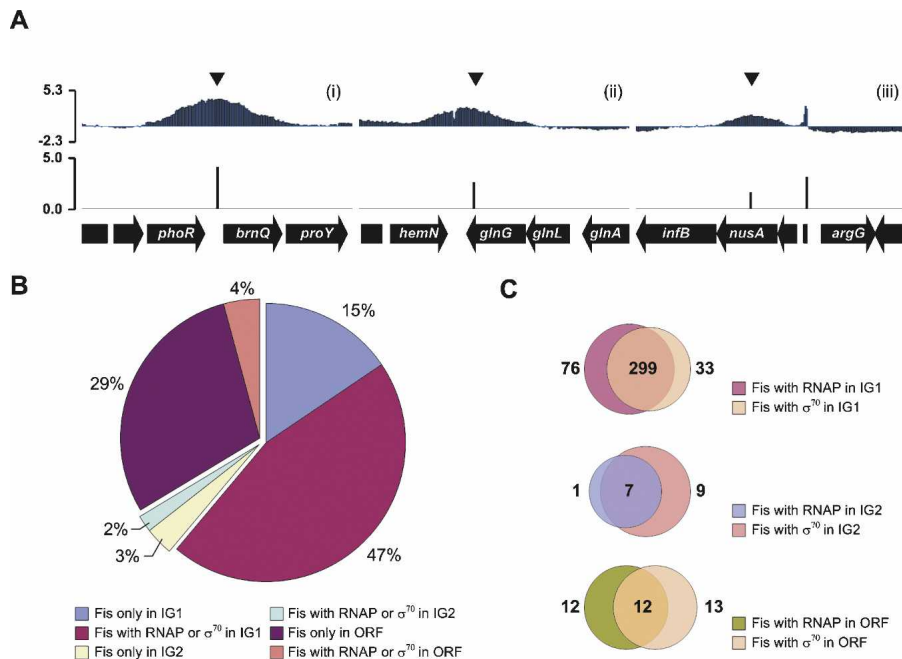 A
5.3
-2.3
5.0
0.0
(i)
(ii)
(iii)
phoR
brnQ
proY
hemN
glnG
glnL
glnA
infB
nusA
argG
B
4%
15%
29%
2%
3%
47%
Fis only in IG1
Fis with RNAP or σ⁷⁰ in IG1
Fis only in IG2
Fis with RNAP or σ⁷⁰ in IG2
Fis only in ORF
Fis with RNAP or σ⁷⁰ in ORF
C
76 299 33
Fis with RNAP in IG1
Fis with σ⁷⁰ in IG1
1 7 9
Fis with RNAP in IG2
Fis with σ⁷⁰ in IG2
12 12 13
Fis with RNAP in ORF
Fis with σ⁷⁰ in ORF